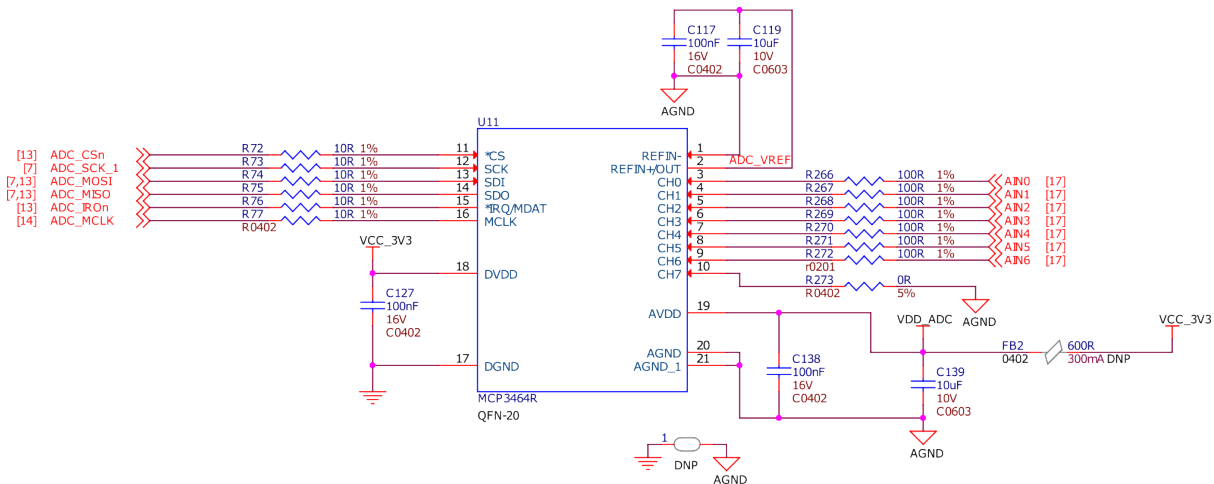 C117
100nF
16V
C0402
C119
10uF
10V
C0603
AGND
U11
[13] ADC_CSn R72 10R 1% 11 *CS REFIN- 1
[7] ADC_SCK_1 R73 10R 1% 12 SCK REFIN+/OUT 2 ADC_VREF
[7,13] ADC_MOSI R74 10R 1% 13 SDI CH0 3 R266 100R 1% AIN0 [17]
[7,13] ADC_MISO R75 10R 1% 14 SDO CH1 4 R267 100R 1% AIN1 [17]
[13] ADC_IRQn R76 10R 1% 15 *IRQ/MDAT CH2 5 R268 100R 1% AIN2 [17]
[14] ADC_MCLK R77 10R 1% 16 MCLK CH3 6 R269 100R 1% AIN3 [17]
R0402
CH4 7 R270 100R 1% AIN4 [17]
CH5 8 R271 100R 1% AIN5 [17]
CH6 9 R272 100R 1% AIN6 [17]
r0201
VCC_3V3
18 DVDD CH7 10 R273 0R
R0402 5%
AGND
C127
100nF
16V
C0402
AVDD 19
VDD_ADC
VCC_3V3
AGND 20
AGND_1 21
FB2 600R
0402 300mA DNP
17 DGND
C138
100nF
16V
C0402
C139
10uF
10V
C0603
MCP3464R
QFN-20
AGND
1
DNP
AGND